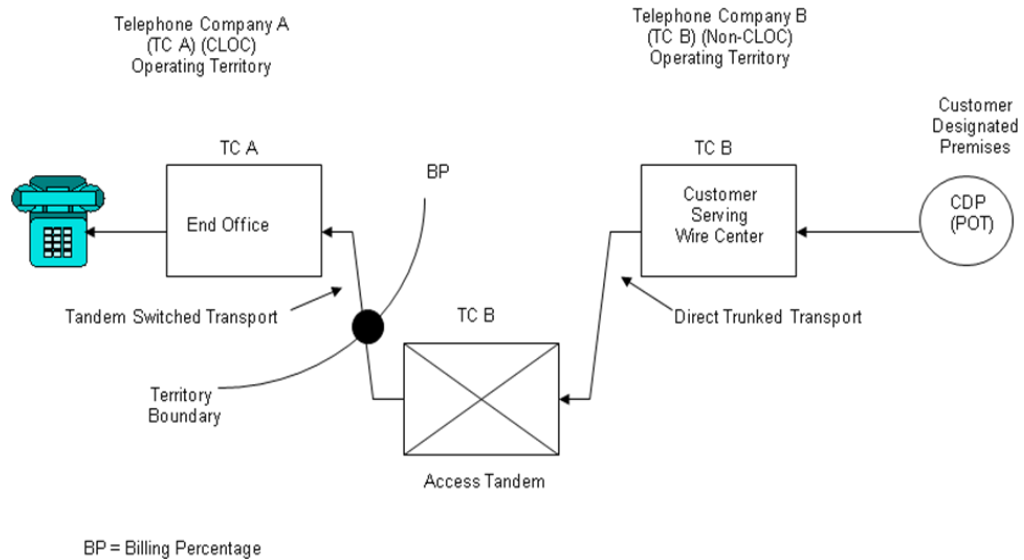 Telephone Company A
(TC A) (CLOC)
Operating Territory
Telephone Company B
(TC B) (Non-CLOC)
Operating Territory
Customer
Designated
Premises
TC A
BP
TC B
End Office
Customer
Serving
Wire Center
CDP
(POT)
Tandem Switched Transport
TC B
Direct Trunked Transport
Territory
Boundary
Access Tandem
BP = Billing Percentage